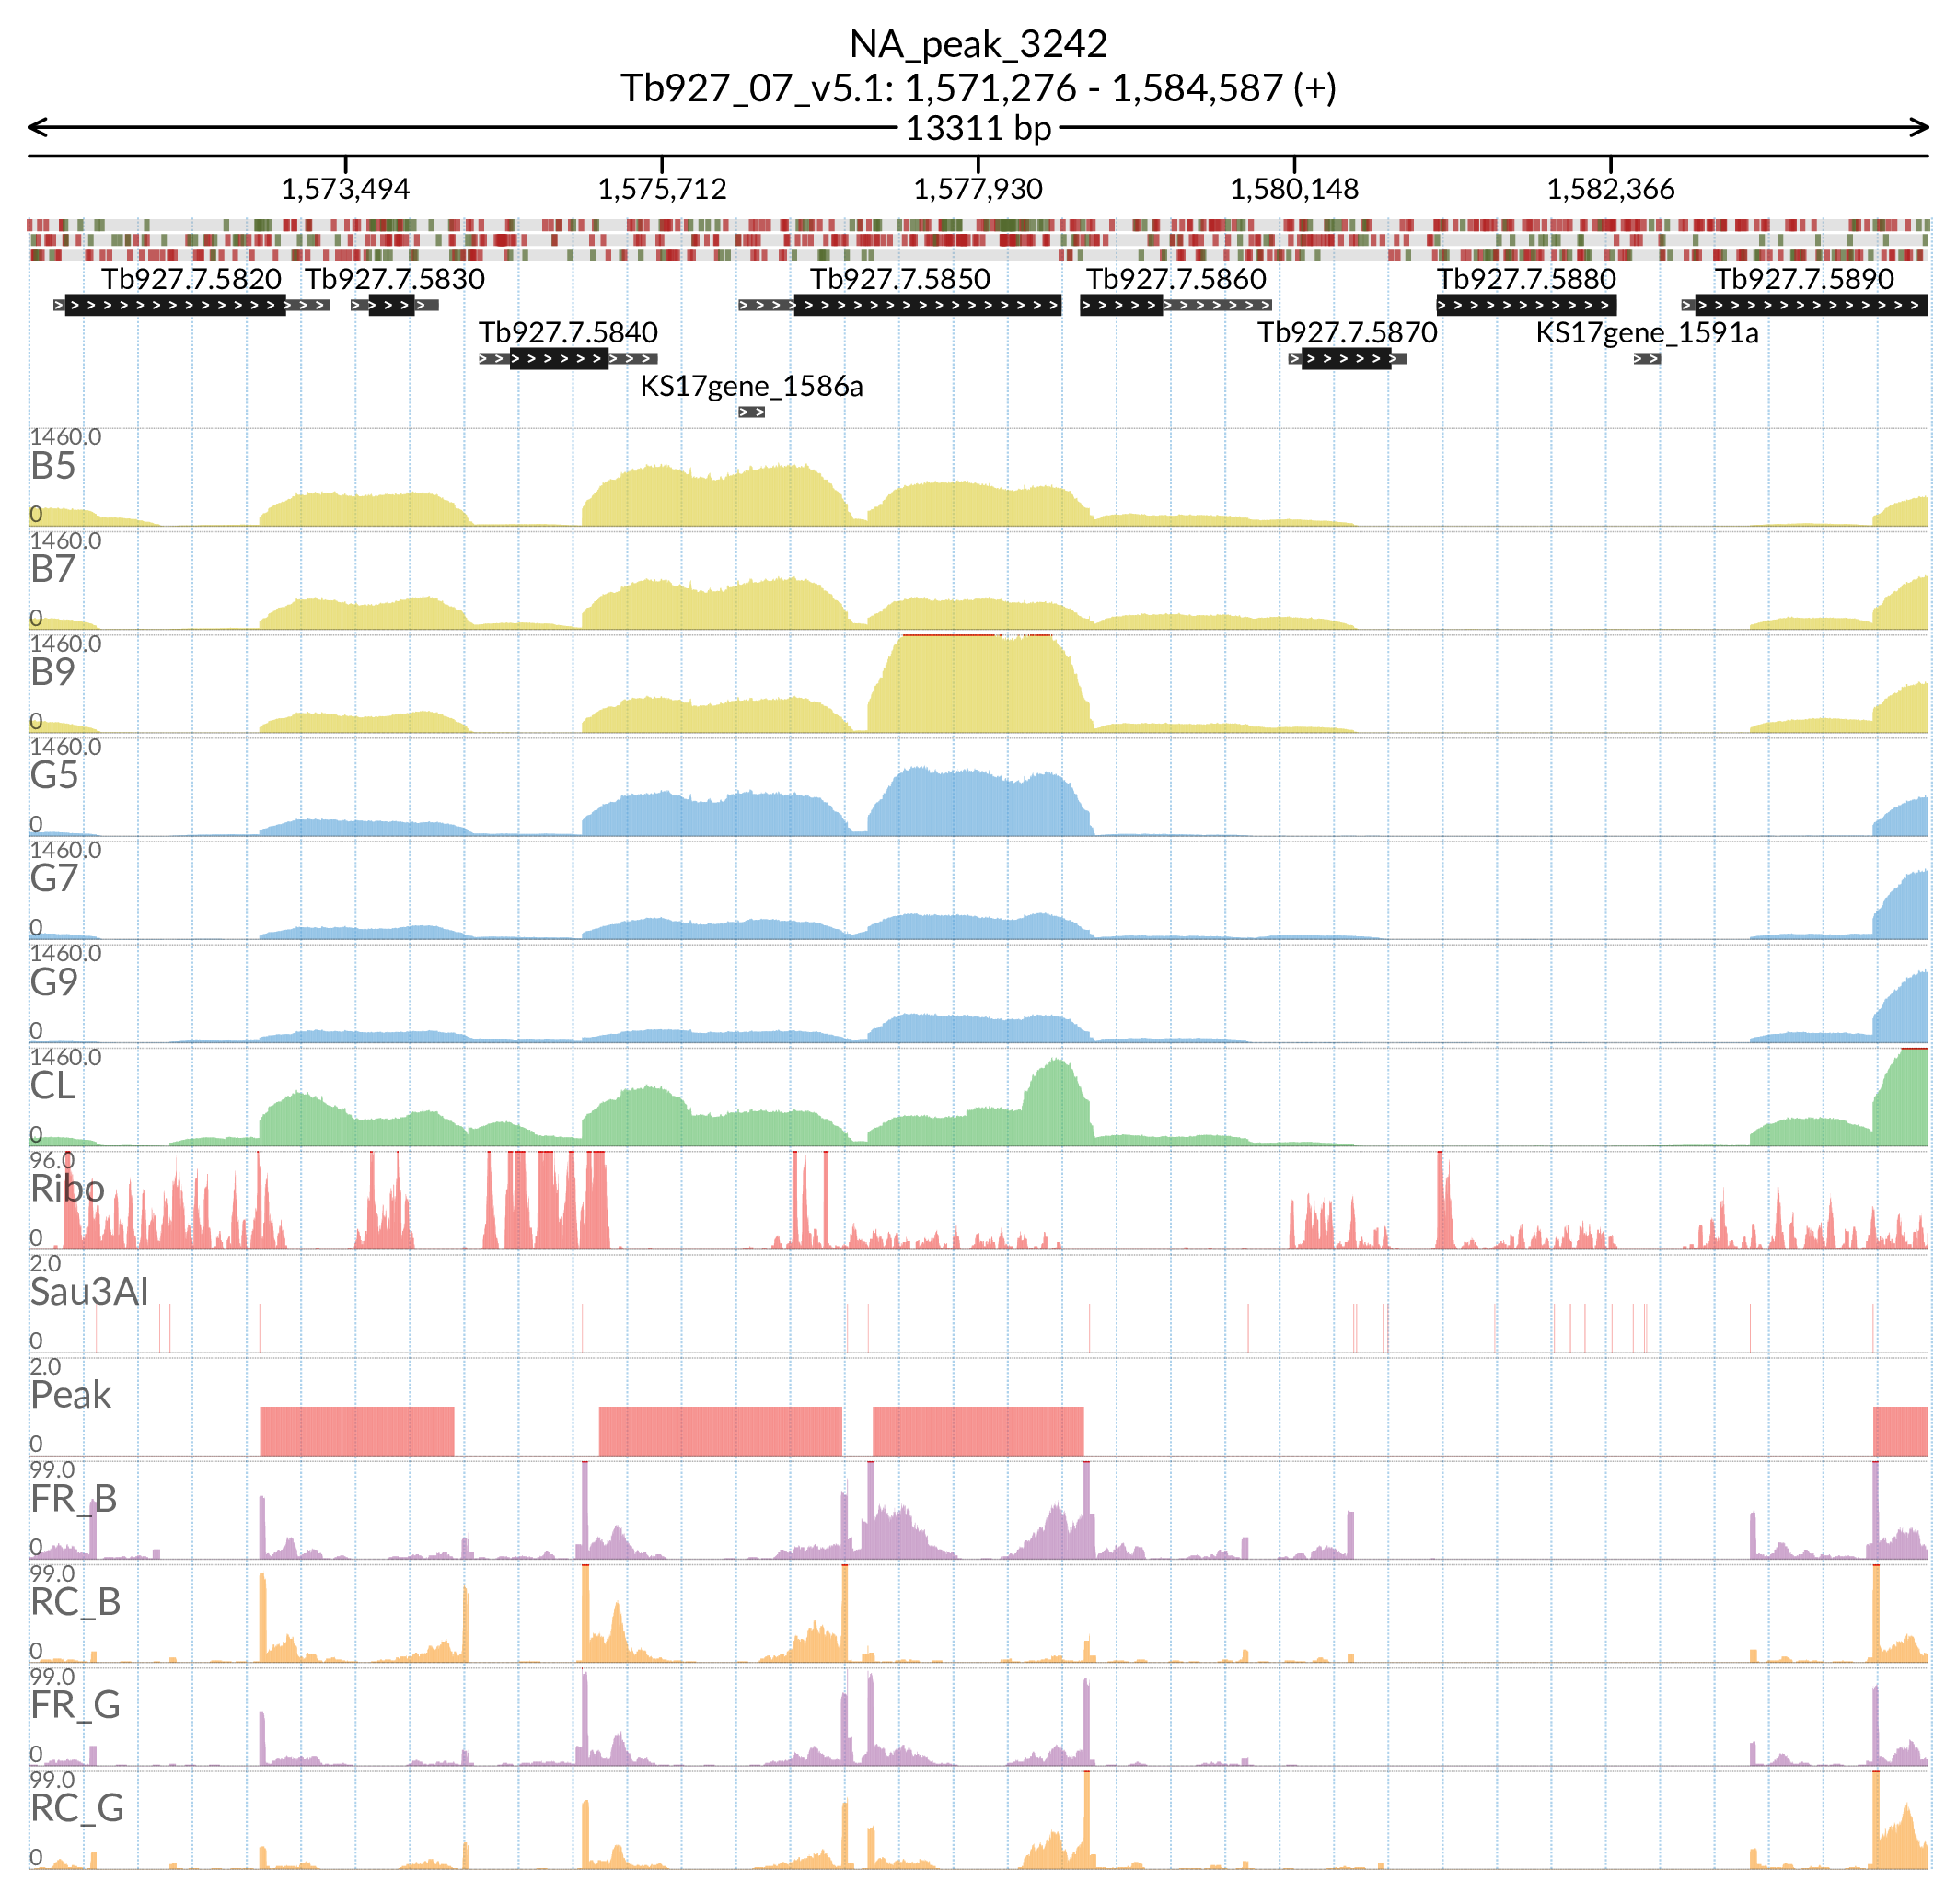 NA_peak_3242
Tb927_07_v5.1: 1,571,276 - 1,584,587 (+)
13311 bp
1,573,494 1,575,712 1,577,930 1,580,148 1,582,366
Tb927.7.5820 Tb927.7.5830 Tb927.7.5850 Tb927.7.5860 Tb927.7.5880 Tb927.7.5890
Tb927.7.5840 Tb927.7.5870 KS17gene_1591a
KS17gene_1586a
1460.0
B5
0
1460.0
B7
0
1460.0
B9
0
1460.0
G5
0
1460.0
G7
0
1460.0
G9
0
1460.0
CL
0
96.0
Ribo
0
2.0
Sau3AI
0
2.0
Peak
0
99.0
FR_B
0
99.0
RC_B
0
99.0
FR_G
0
99.0
RC_G
0